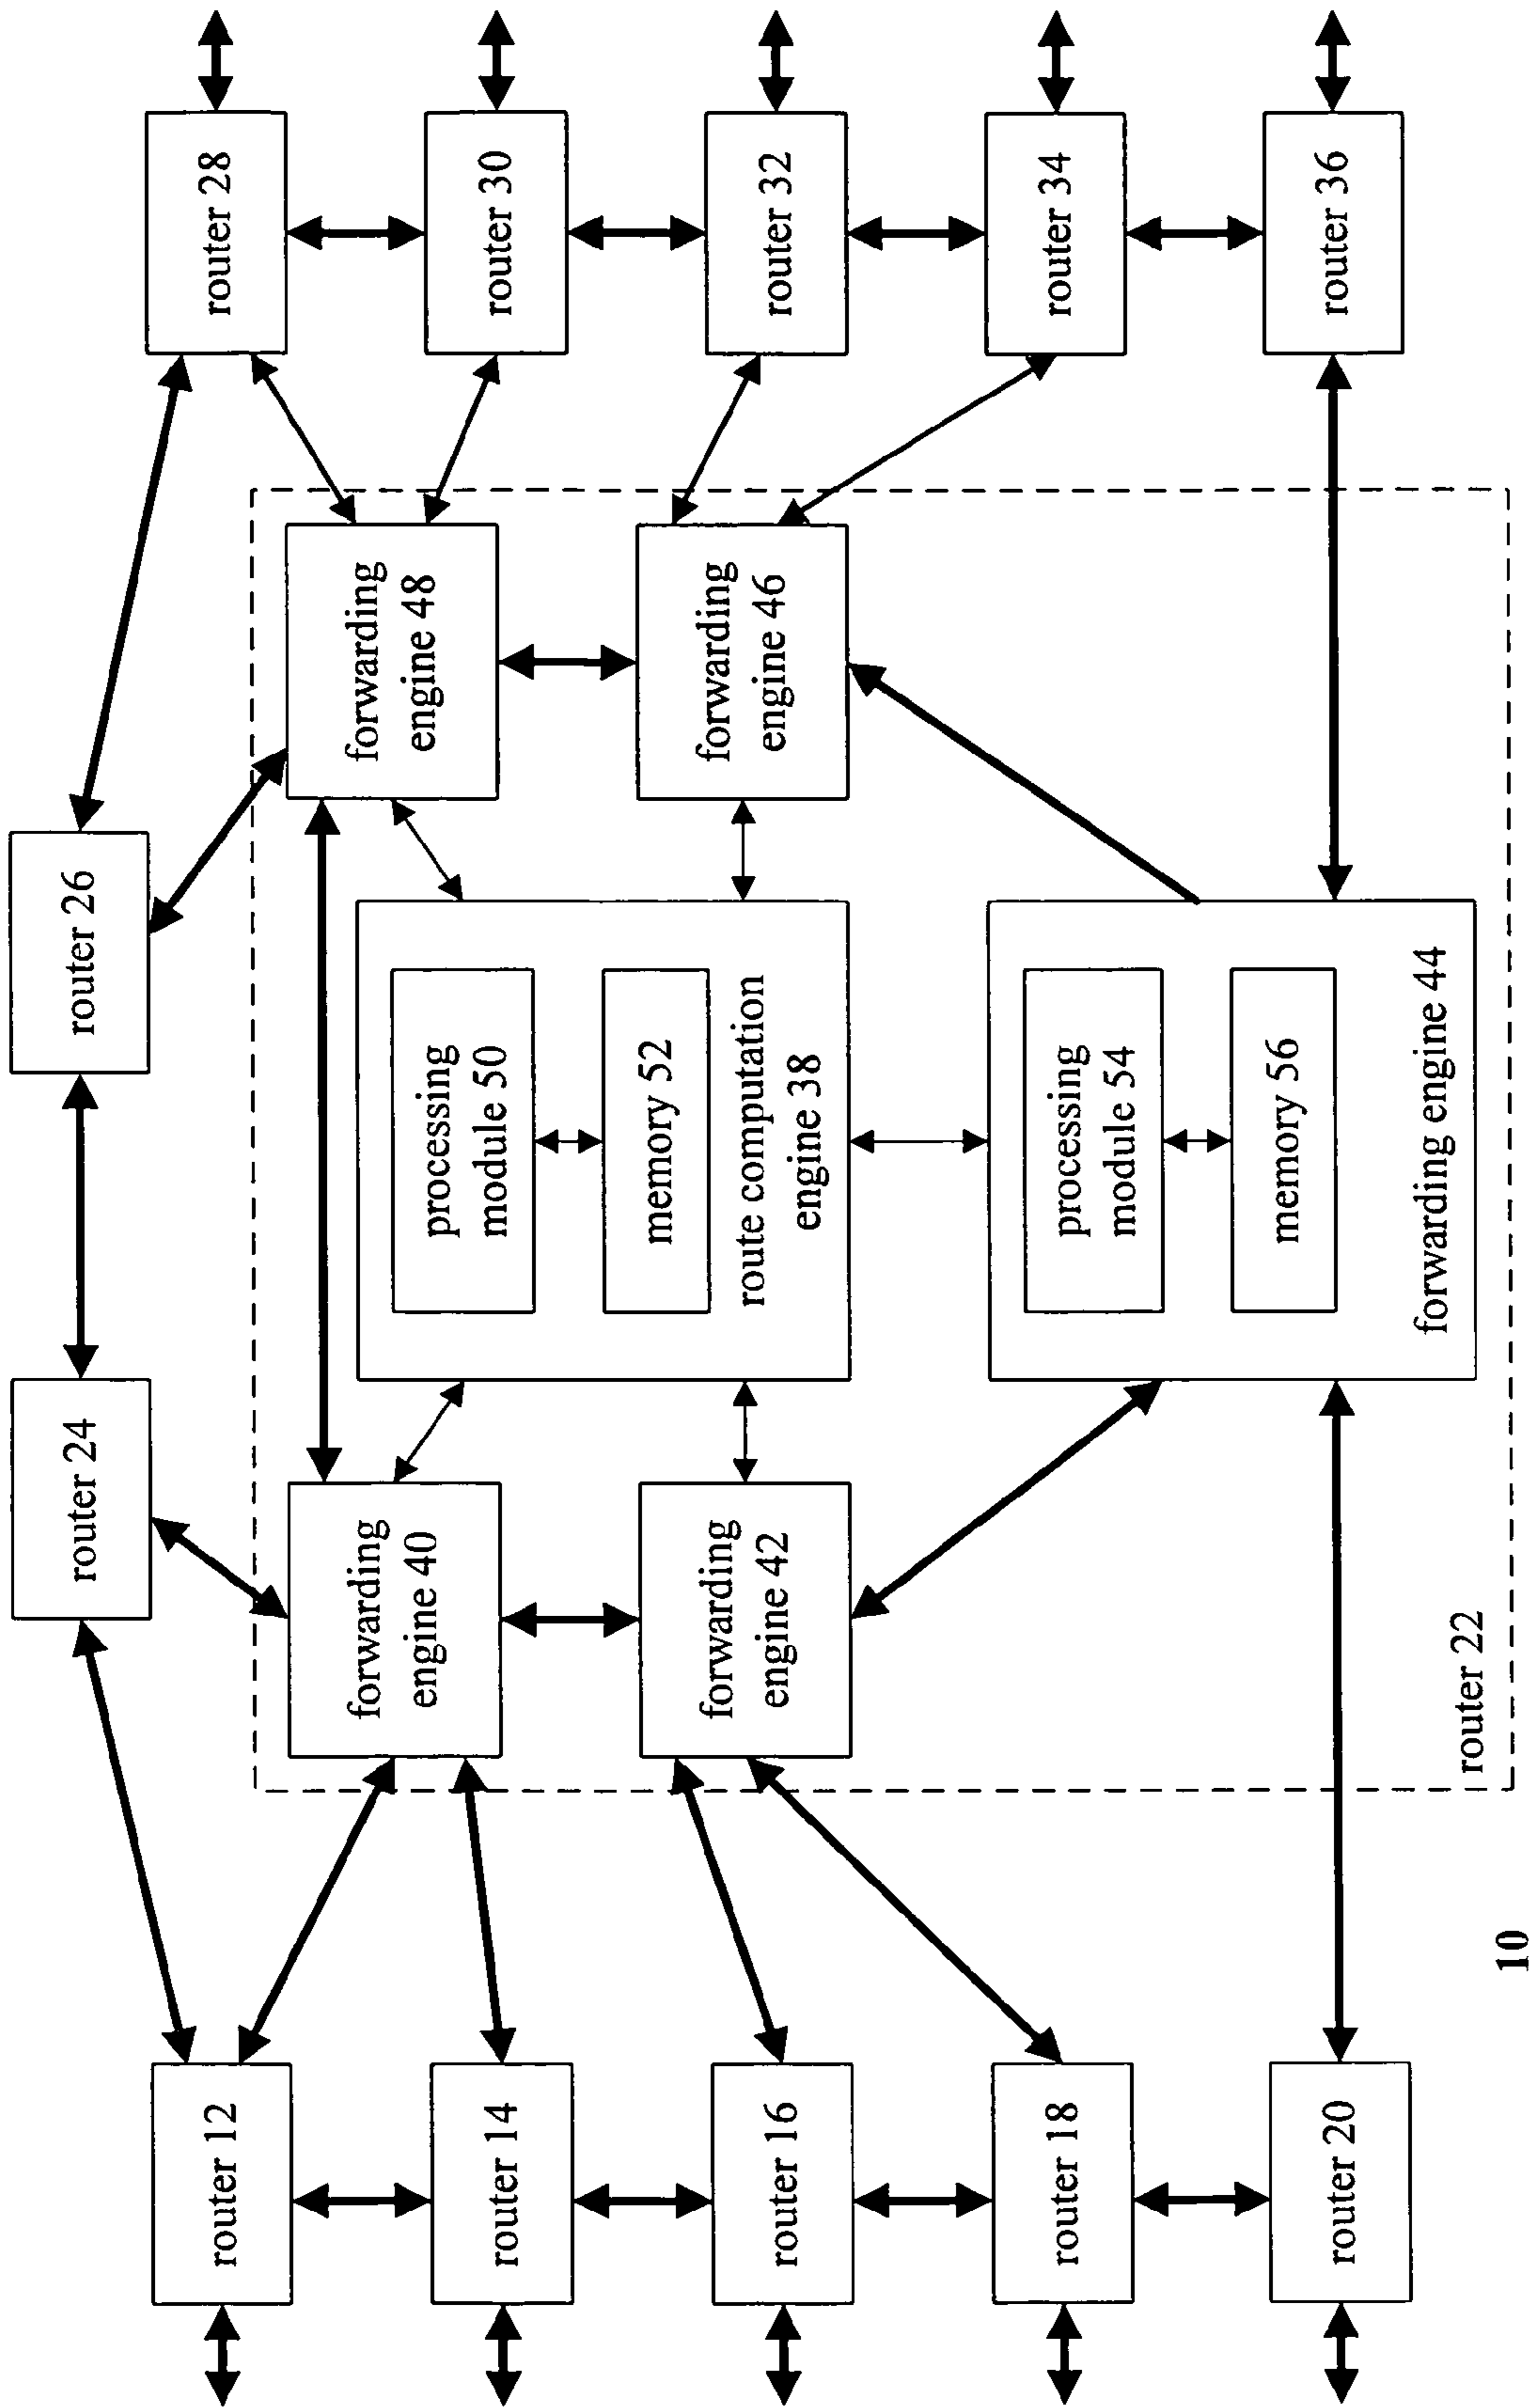 router 24
router 26
router 12
router 14
router 16
router 18
router 20
forwarding
engine 40
forwarding
engine 42
processing
module 50
memory 52
route computation
engine 38
processing
module 54
memory 56
forwarding engine 44
forwarding
engine 48
forwarding
engine 46
router 28
router 30
router 32
router 34
router 36
router 22
10